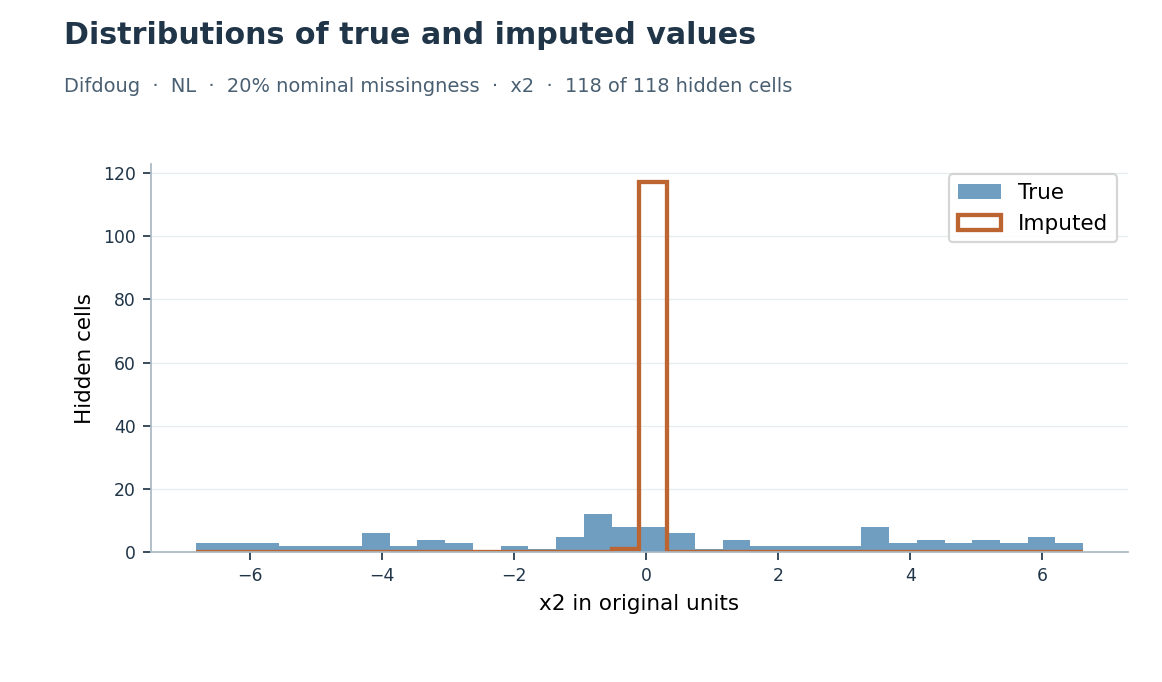 Distributions of true and imputed values
Difdoug · NL · 20% nominal missingness · x2 · 118 of 118 hidden cells
120
100
80
60
40
20
0
Hidden cells
True
Imputed
−6
−4
−2
0
2
4
6
x2 in original units